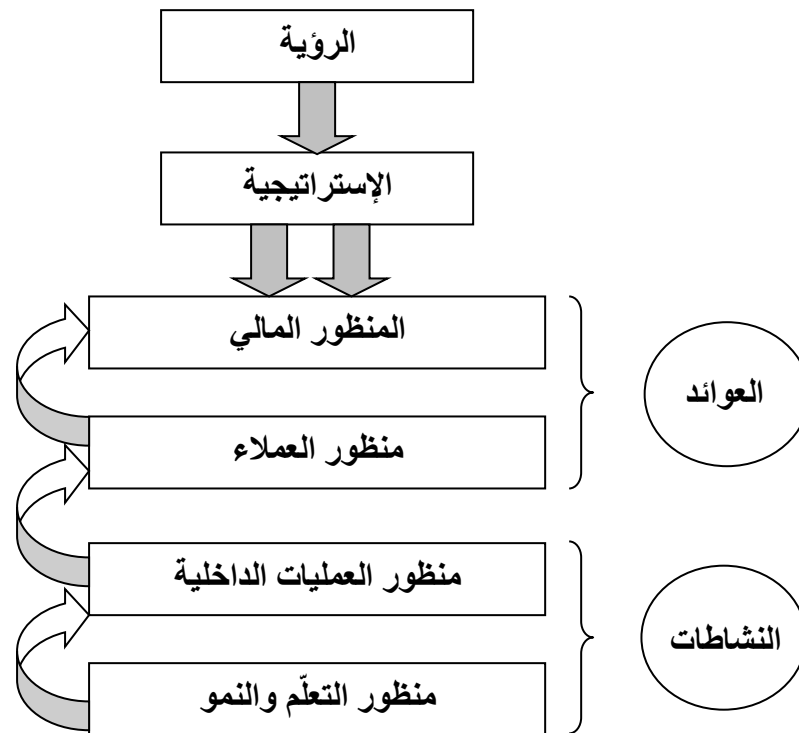 الرؤية
الإستراتيجية
المنظور المالي
العوائد
منظور العملاء
منظور العمليات الداخلية
النشاطات
منظور التعلّم والنمو